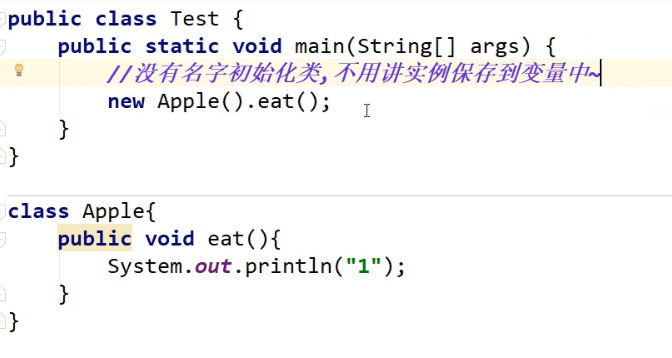 public class Test {
public static void main(String[] args) {
//没有名字初始化类,不用讲实例保存到变量中~
new Apple().eat();
}
}
class Apple{
public void eat(){
System.out.println("1");
}
}